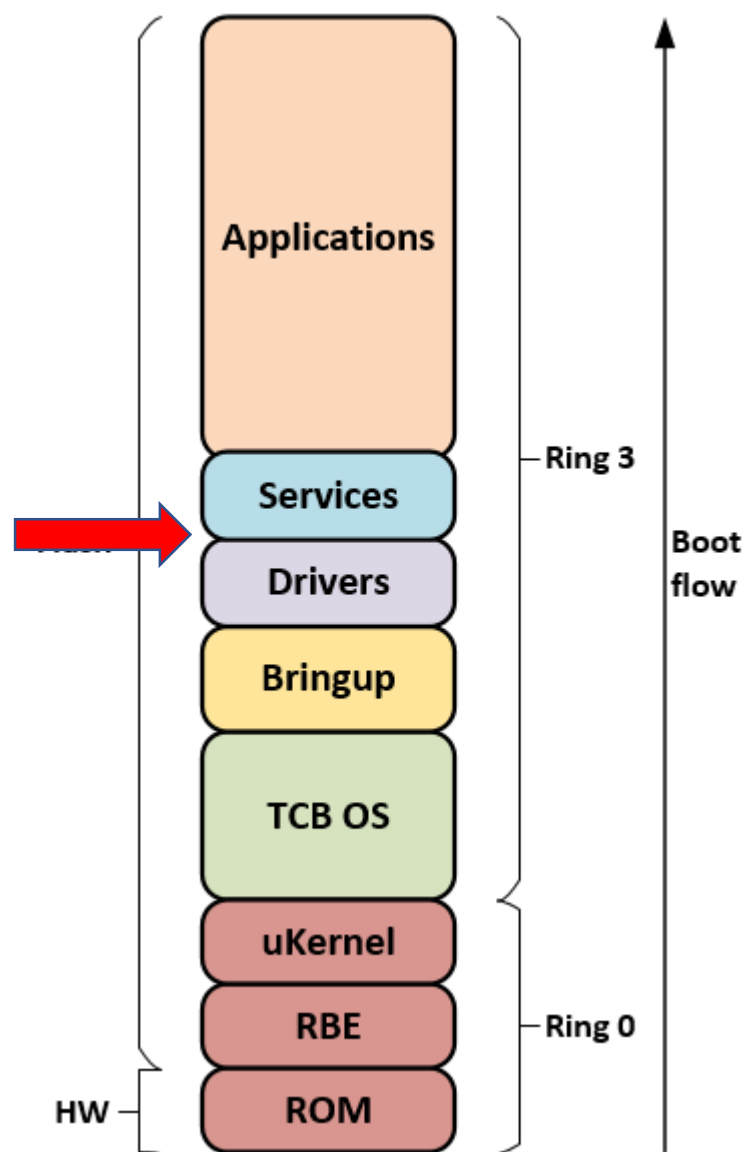 Applications
Ring 3
Services
Boot
flow
Drivers
Bringup
TCB OS
uKernel
RBE
Ring 0
HW
ROM